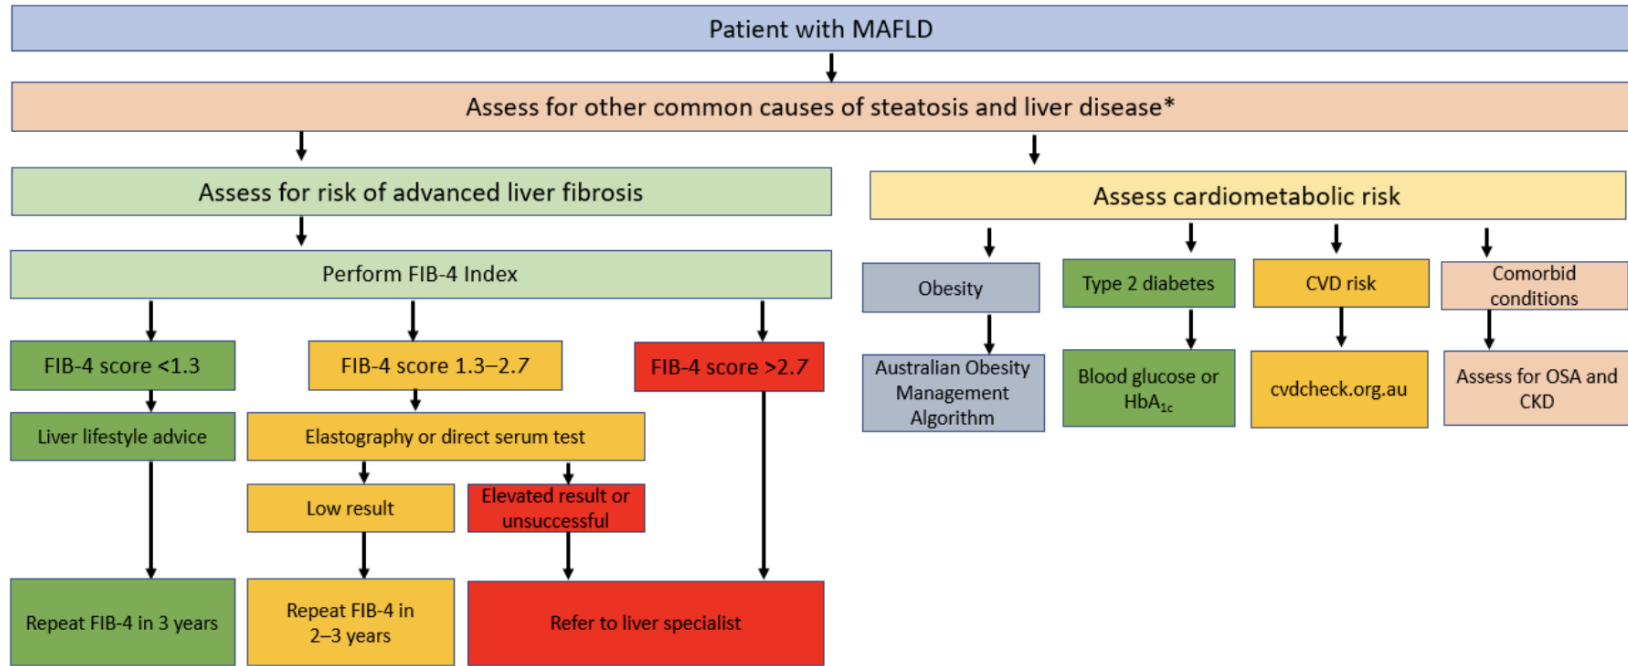 Patient with MAFLD
Assess for other common causes of steatosis and liver disease*
Assess for risk of advanced liver fibrosis
Perform FIB-4 Index
FIB-4 score <1.3
FIB-4 score 1.3–2.7
FIB-4 score >2.7
Liver lifestyle advice
Elastography or direct serum test
Low result
Elevated result or
unsuccessful
Repeat FIB-4 in 3 years
Repeat FIB-4 in
2–3 years
Refer to liver specialist
Assess cardiometabolic risk
Obesity
Type 2 diabetes
CVD risk
Comorbid
conditions
Australian Obesity
Management
Algorithm
Blood glucose or
HbA1c
cvdcheck.org.au
Assess for OSA and
CKD